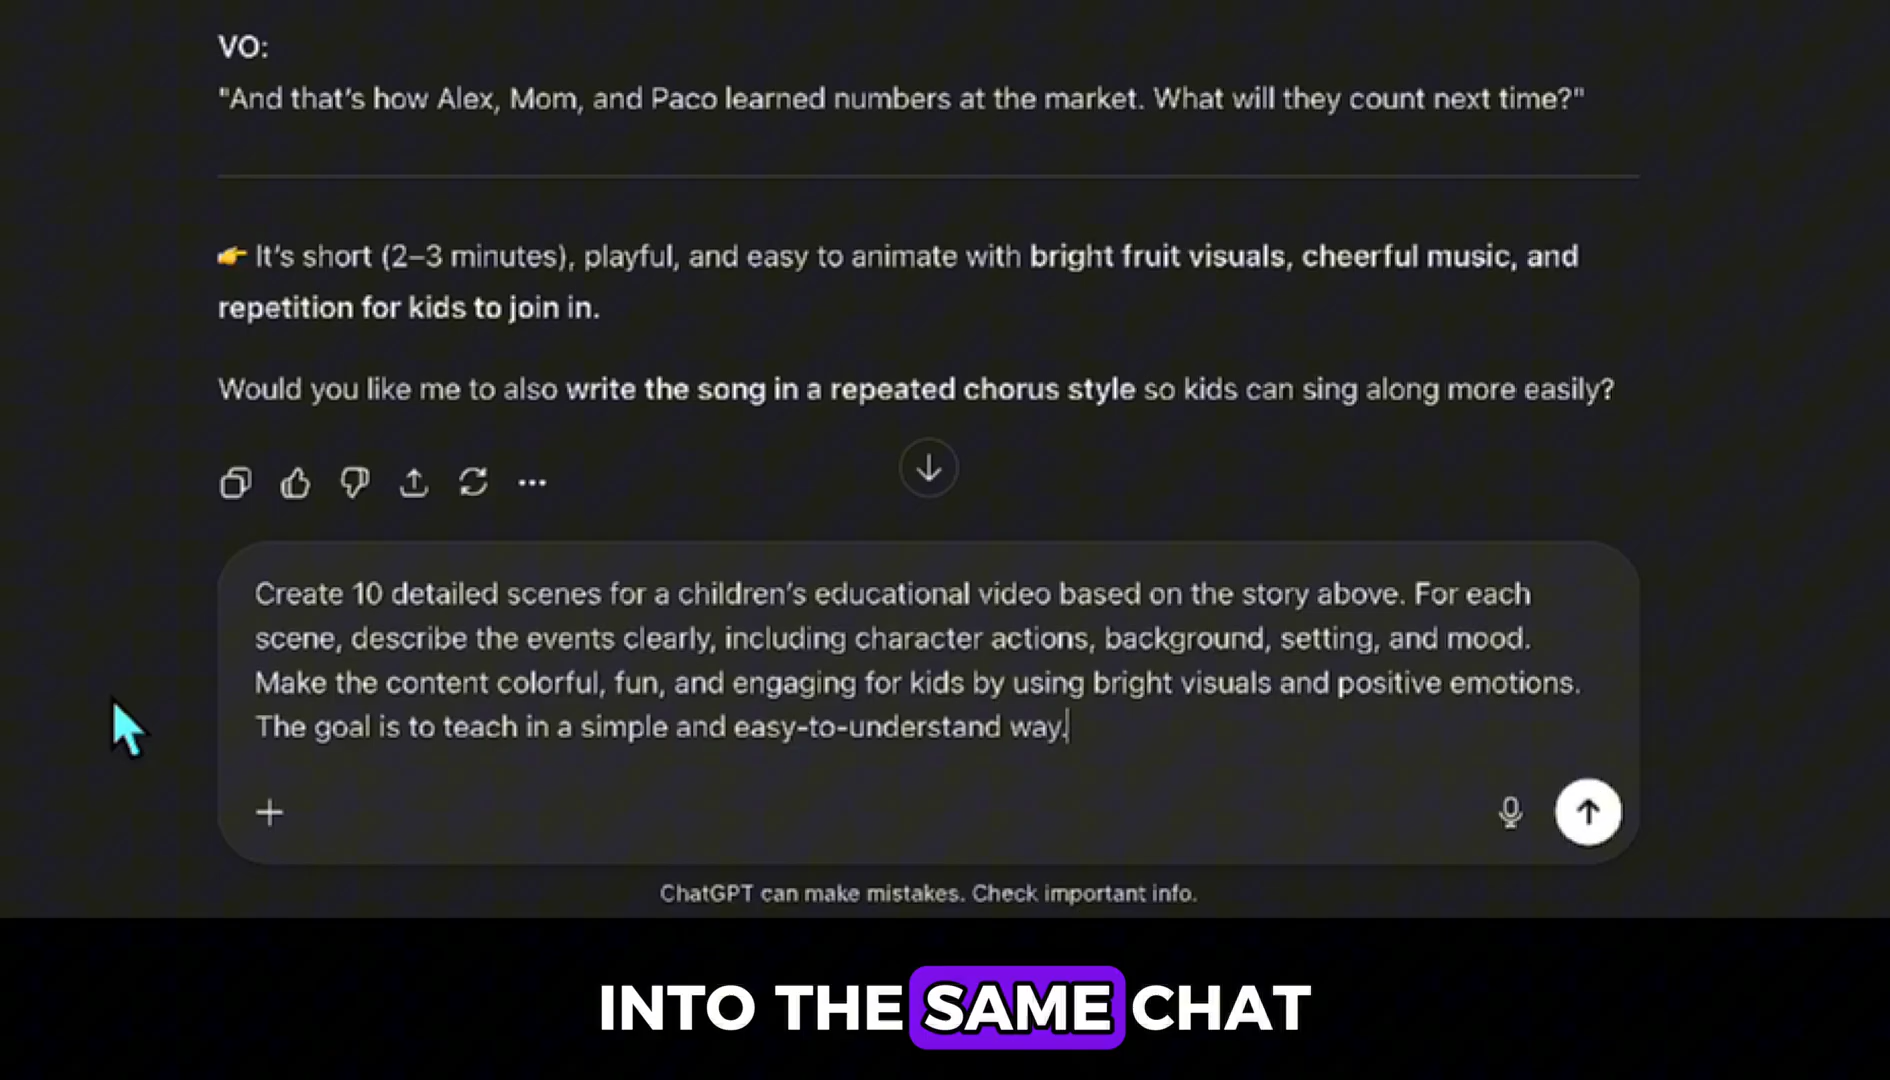 VO:
"And that's how Alex, Mom, and Paco learned numbers at the market. What will they count next time?"
👉 It's short (2–3 minutes), playful, and easy to animate with bright fruit visuals, cheerful music, and
repetition for kids to join in.
Would you like me to also write the song in a repeated chorus style so kids can sing along more easily?
Create 10 detailed scenes for a children's educational video based on the story above. For each
scene, describe the events clearly, including character actions, background, setting, and mood.
Make the content colorful, fun, and engaging for kids by using bright visuals and positive emotions.
The goal is to teach in a simple and easy-to-understand way.
ChatGPT can make mistakes. Check important info.
INTO THE SAME CHAT